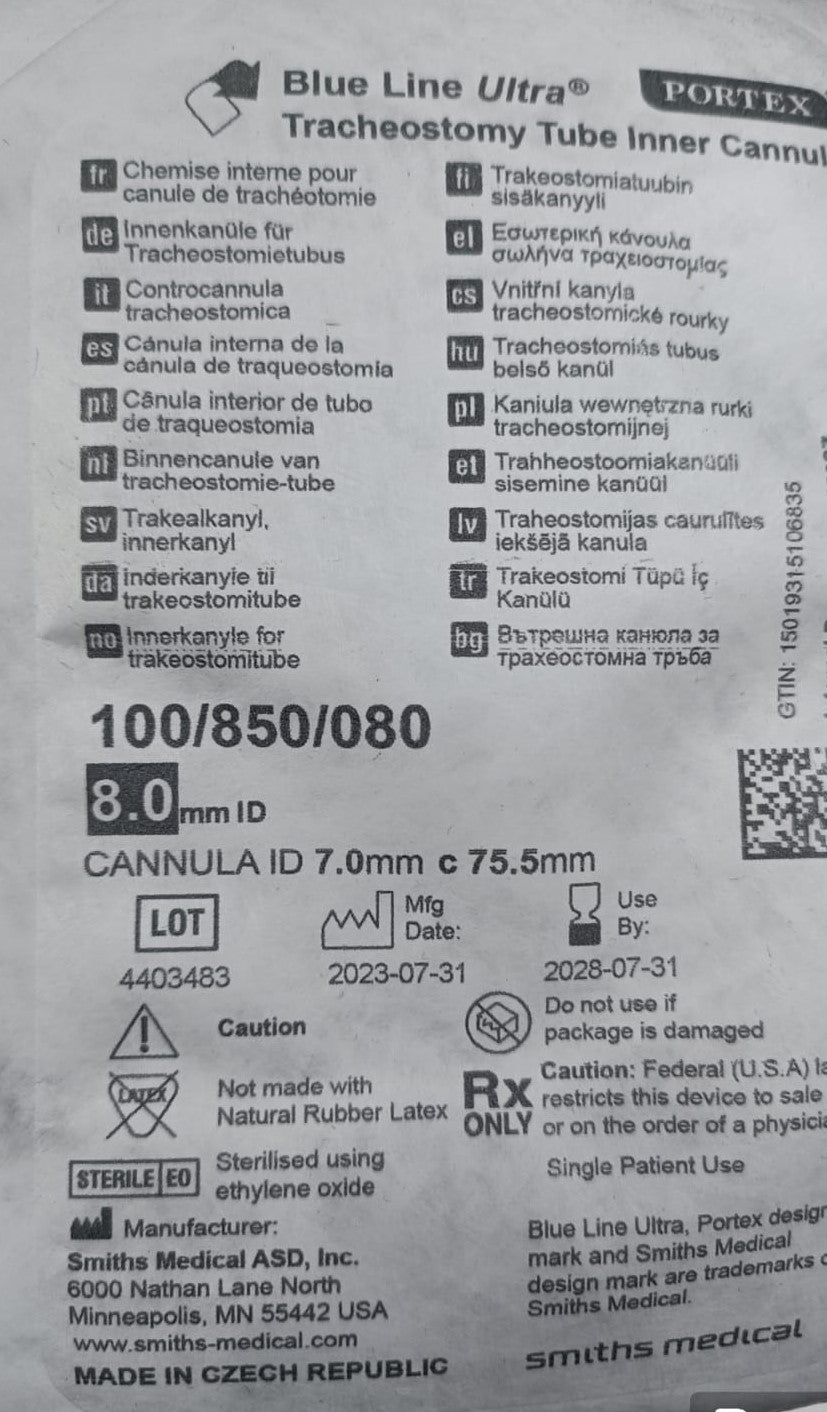 Blue Line Ultra®
PORTEX
Tracheostomy Tube Inner Cannul
fr Chemise interne pour
canule de trachéotomie
de Innenkanüle für
Tracheostomietubus
it Controcannula
tracheostomica
es Cánula interna de la
cánula de traqueostomía
pt Cânula interior de tubo
de traqueostomia
nl Binnencanule van
tracheostomie-tube
sv Trakealkanyl,
innerkanyl
da inderkanyle til
trakeostomitube
no Innerkanyle for
trakeostomitube
fi Trakeostomiatuubin
sisäkanyyli
el Εσωτερική κάνουλα
σωλήνα τραχειοστομίας
cs Vnitřní kanyla
tracheostomické rourky
hu Tracheostomiás tubus
belső kanül
pl Kaniula wewnętrzna rurki
tracheostomijnej
et Trahheostoomiakanüüli
sisemine kanüül
lv Traheostomijas caurulītes
iekšējā kanula
tr Trakeostomi Tüpü İç
Kanülü
bg Вътрешна канюла за
трахеостомна тръба
GTIN: 15019315106835
100/850/080
8.0 mm ID
CANNULA ID 7.0mm c 75.5mm
LOT
4403483
Mfg
Date:
2023-07-31
Use
By:
2028-07-31
Caution
Do not use if
package is damaged
LATEX
Not made with
Natural Rubber Latex
Rx
ONLY
Caution: Federal (U.S.A) la
restricts this device to sale
or on the order of a physicia
STERILE EO
Sterilised using
ethylene oxide
Single Patient Use
Manufacturer:
Smiths Medical ASD, Inc.
6000 Nathan Lane North
Minneapolis, MN 55442 USA
www.smiths-medical.com
MADE IN CZECH REPUBLIC
Blue Line Ultra, Portex design
mark and Smiths Medical
design mark are trademarks o
Smiths Medical.
smiths medical